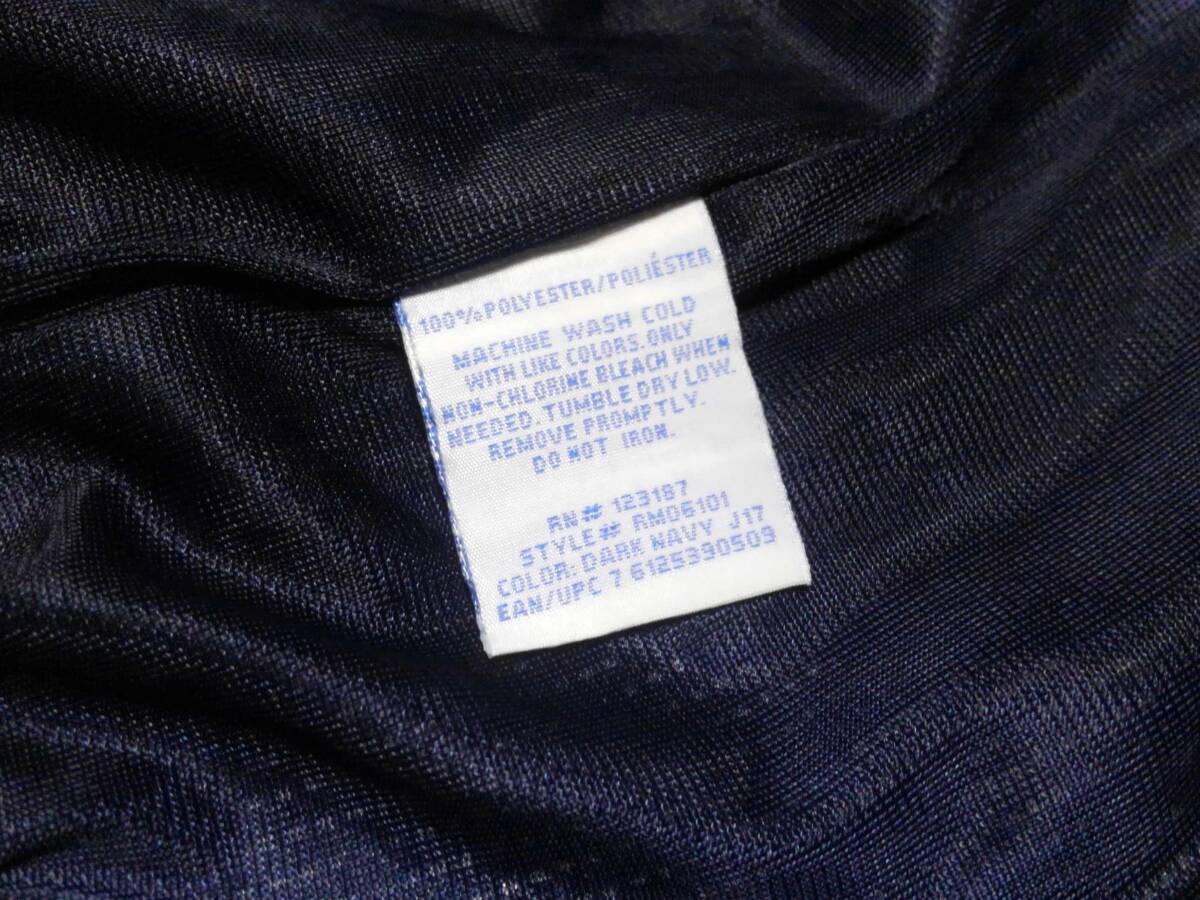 100% POLYESTER/POLIÉSTER
MACHINE WASH COLD
WITH LIKE COLORS. ONLY
NON-CHLORINE BLEACH WHEN
NEEDED. TUMBLE DRY LOW.
REMOVE PROMPTLY.
DO NOT IRON.
RN# 123187
STYLE# RMD6101
COLOR: DARK NAVY J17
EAN/UPC 7 6125390509